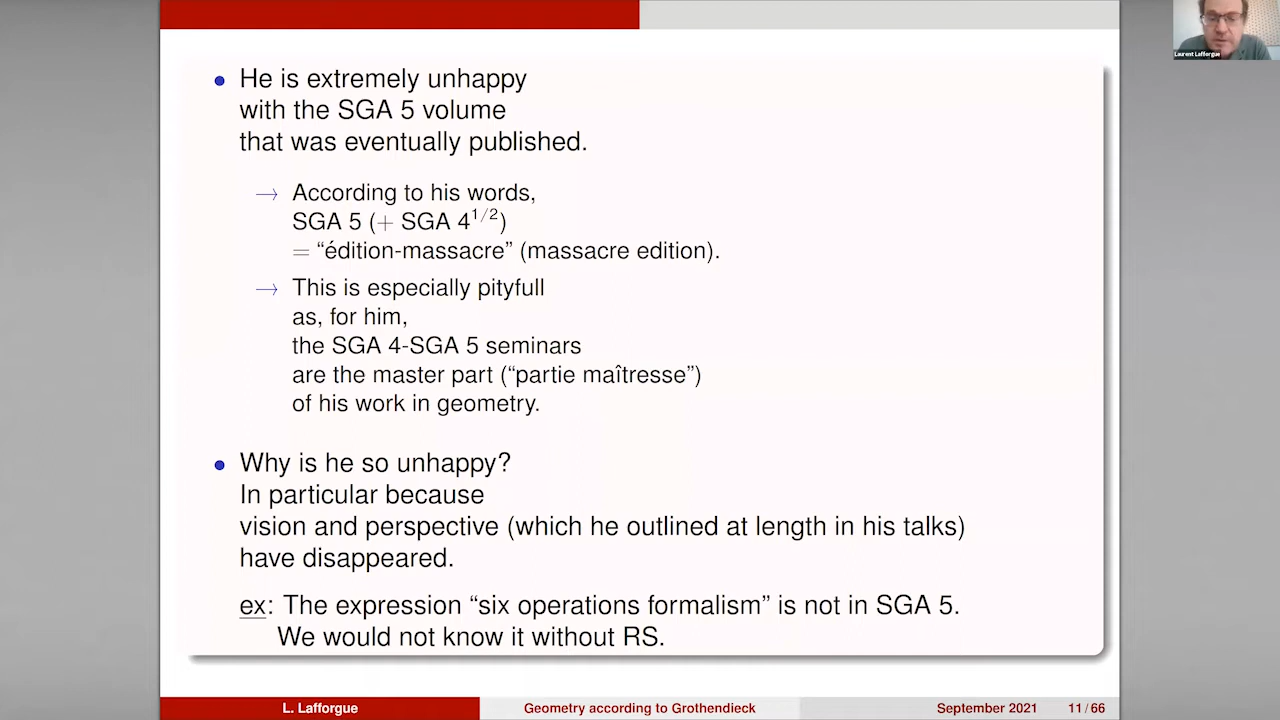 Laurent Lafforgue
He is extremely unhappy
with the SGA 5 volume
that was eventually published.
→ According to his words,
SGA 5 (+ SGA 4^{1/2})
= “édition-massacre” (massacre edition).
→ This is especially pityfull
as, for him,
the SGA 4-SGA 5 seminars
are the master part (“partie maîtresse”)
of his work in geometry.
Why is he so unhappy?
In particular because
vision and perspective (which he outlined at length in his talks)
have disappeared.
ex: The expression “six operations formalism” is not in SGA 5.
We would not know it without RS.
L. Lafforgue Geometry according to Grothendieck September 2021 11 / 66